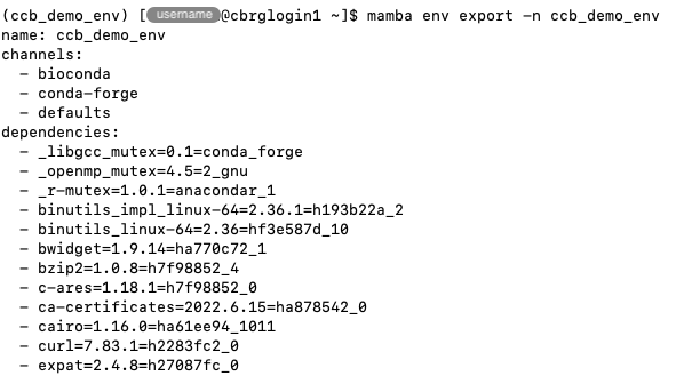 (ccb_demo_env) [username@cbrglogin1 ~]$ mamba env export -n ccb_demo_env
name: ccb_demo_env
channels:
  - bioconda
  - conda-forge
  - defaults
dependencies:
  - _libgcc_mutex=0.1=conda_forge
  - _openmp_mutex=4.5=2_gnu
  - _r-mutex=1.0.1=anacondar_1
  - binutils_impl_linux-64=2.36.1=h193b22a_2
  - binutils_linux-64=2.36=hf3e587d_10
  - bwidget=1.9.14=ha770c72_1
  - bzip2=1.0.8=h7f98852_4
  - c-ares=1.18.1=h7f98852_0
  - ca-certificates=2022.6.15=ha878542_0
  - cairo=1.16.0=ha61ee94_1011
  - curl=7.83.1=h2283fc2_0
  - expat=2.4.8=h27087fc_0